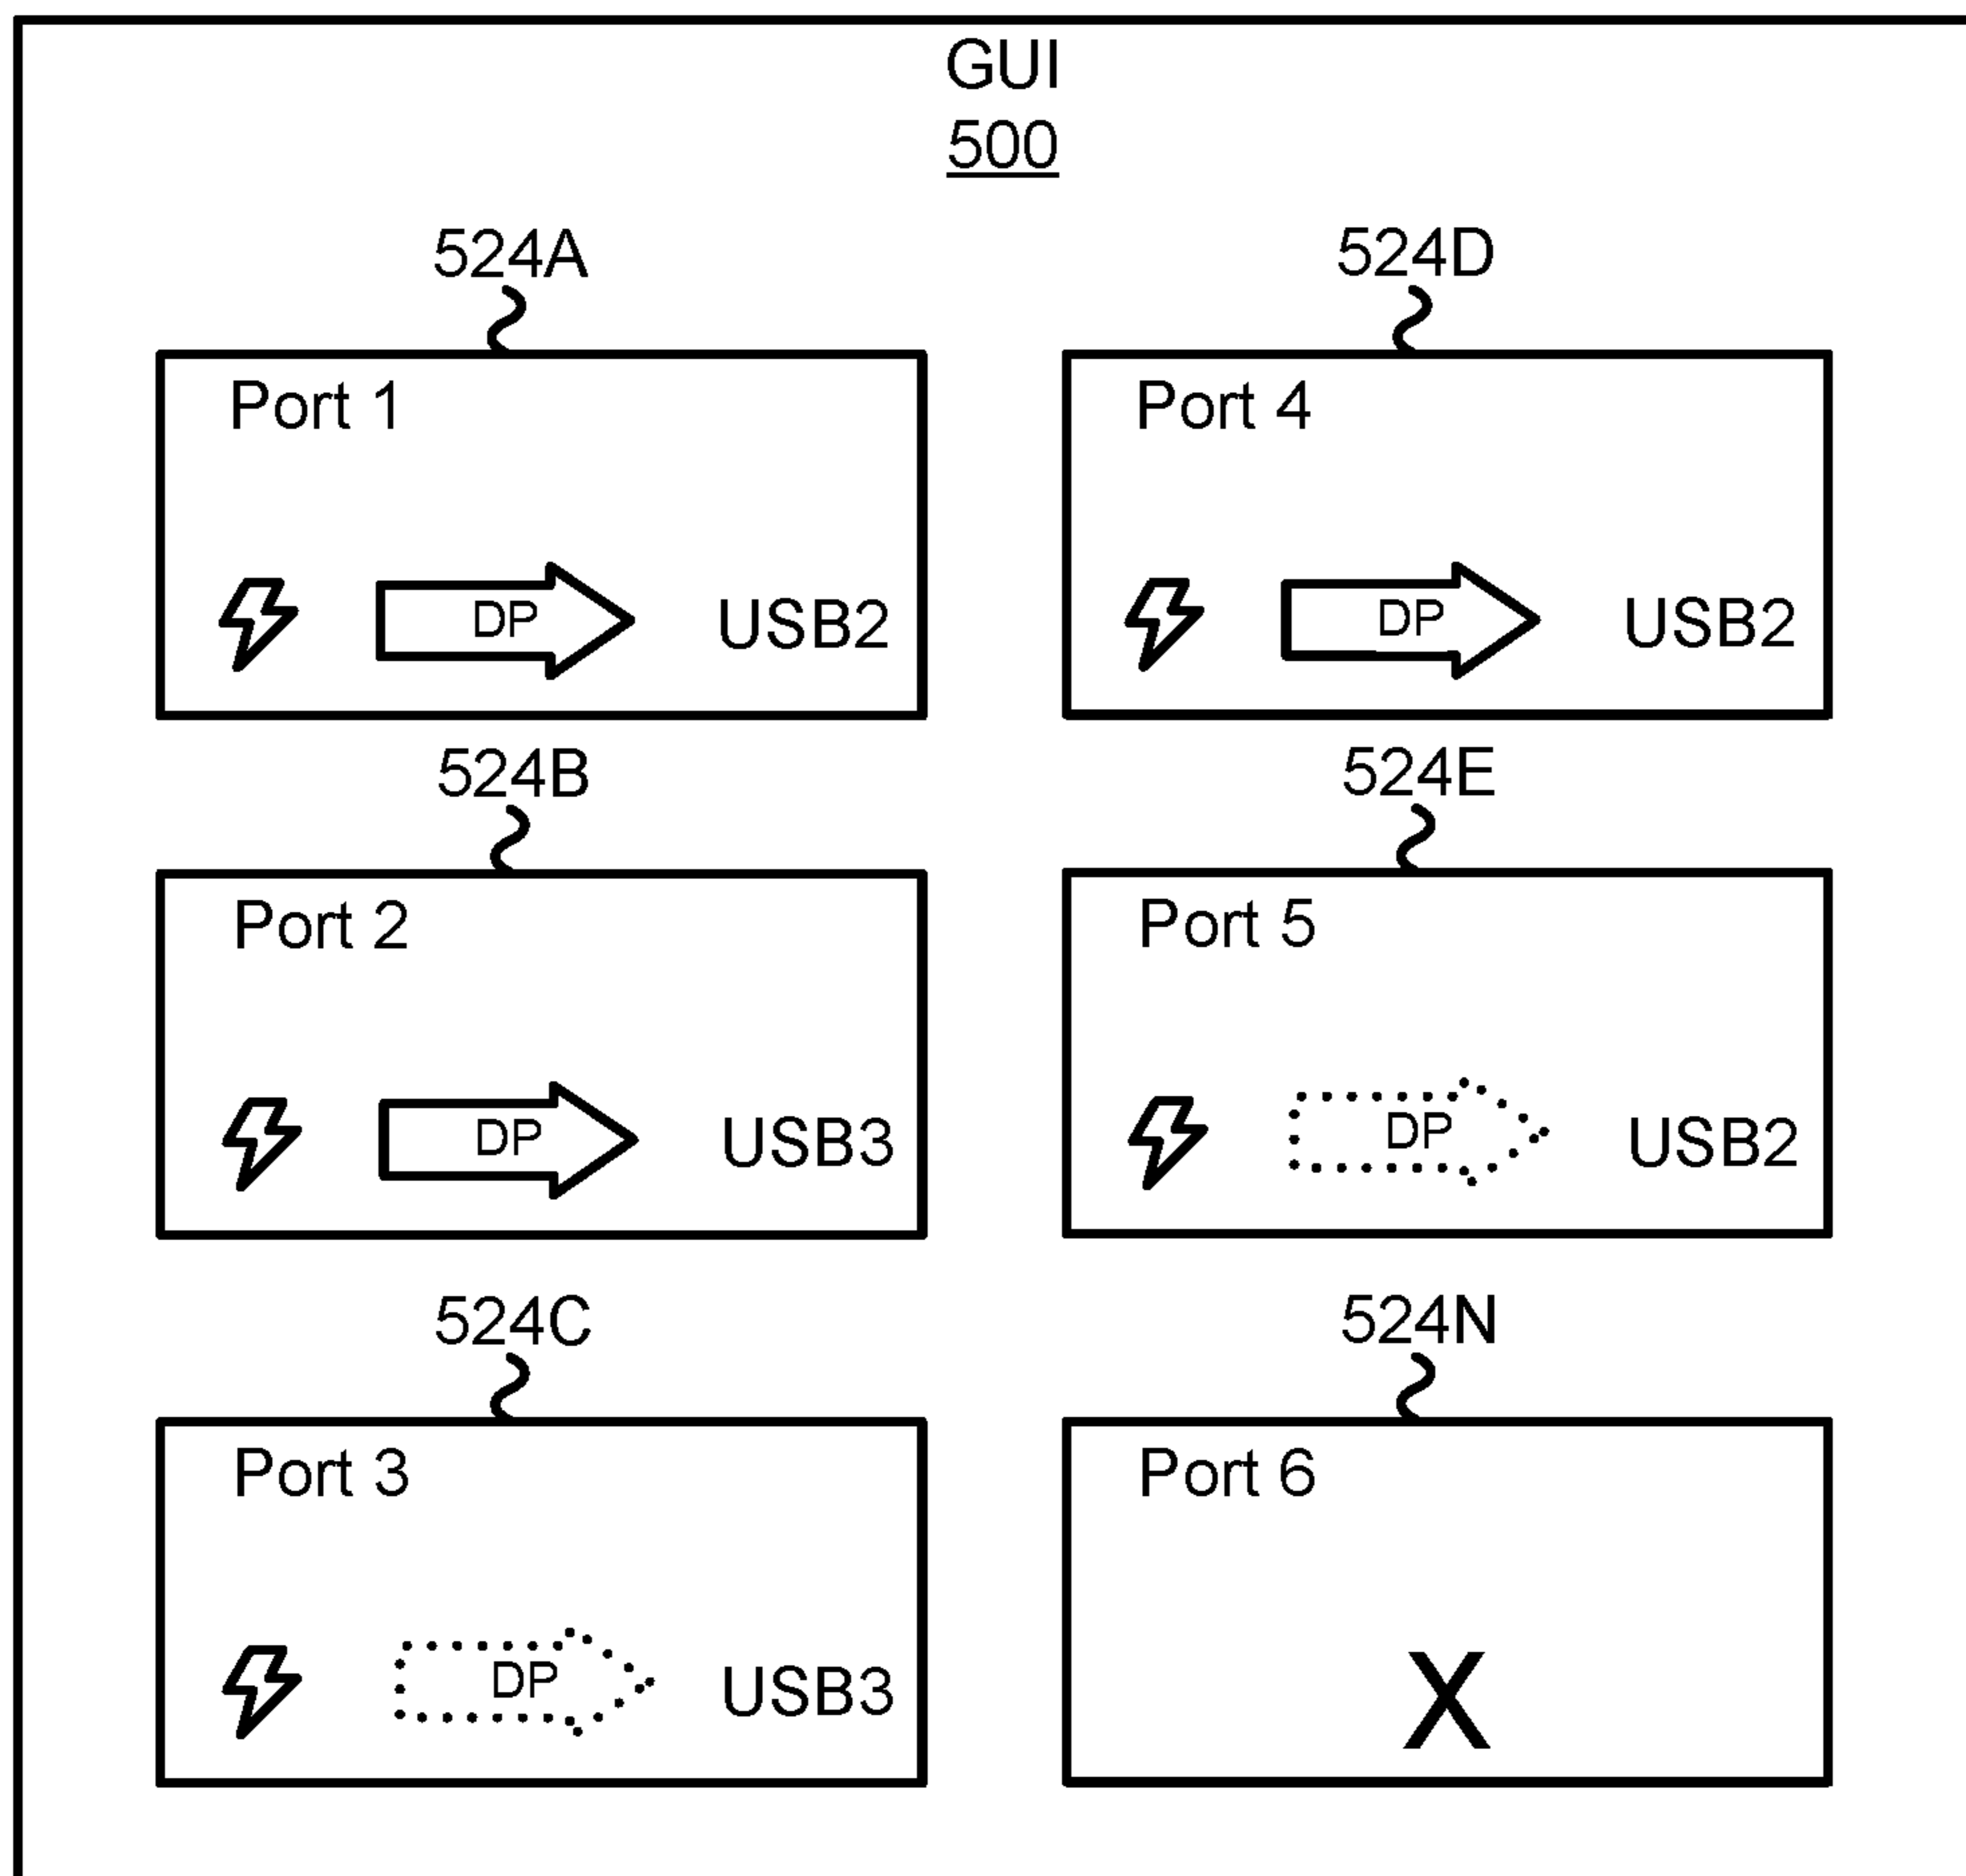 GUI
500
524A
Port 1
DP
USB2
524D
Port 4
DP
USB2
524B
Port 2
DP
USB3
524E
Port 5
DP
USB2
524C
Port 3
DP
USB3
524N
Port 6
X